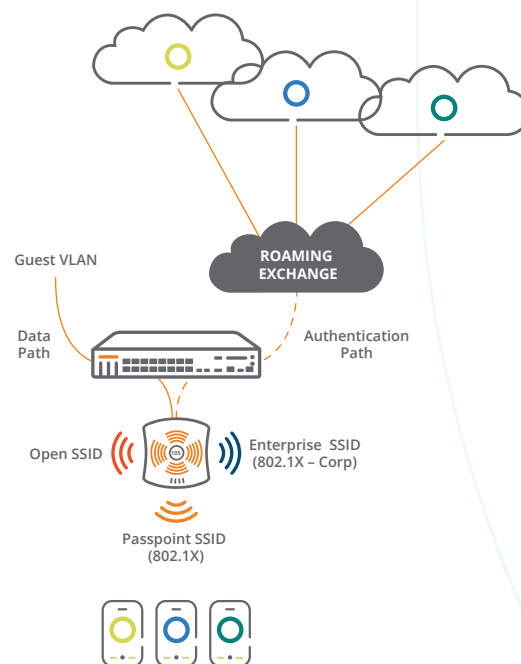 ROAMING
EXCHANGE
Guest VLAN
Data
Path
Authentication
Path
Open SSID
105
Enterprise SSID
(802.1X – Corp)
Passpoint SSID
(802.1X)